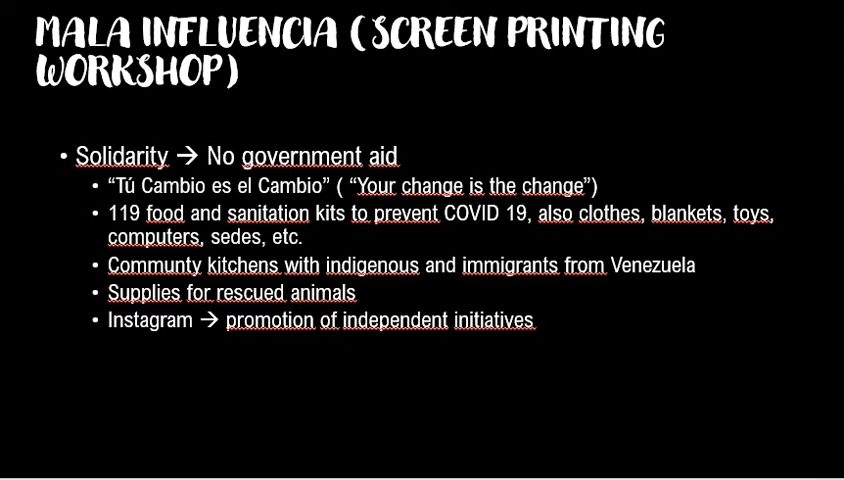 MALA INFLUENCIA (SCREEN PRINTING
WORKSHOP)
• Solidarity → No government aid
• “Tú Cambio es el Cambio” ( “Your change is the change”)
• 119 food and sanitation kits to prevent COVID 19, also clothes, blankets, toys,
computers, sedes, etc.
• Communty kitchens with indigenous and immigrants from Venezuela
• Supplies for rescued animals
• Instagram → promotion of independent initiatives